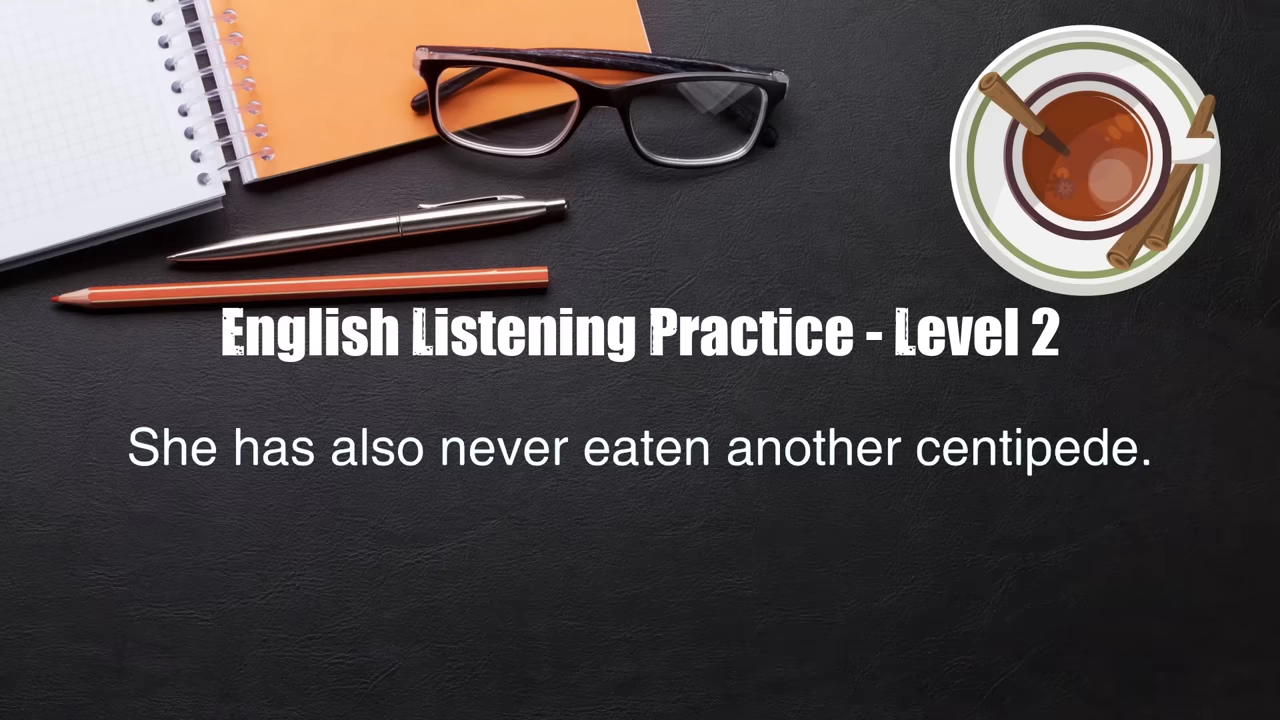 English Listening Practice - Level 2
She has also never eaten another centipede.